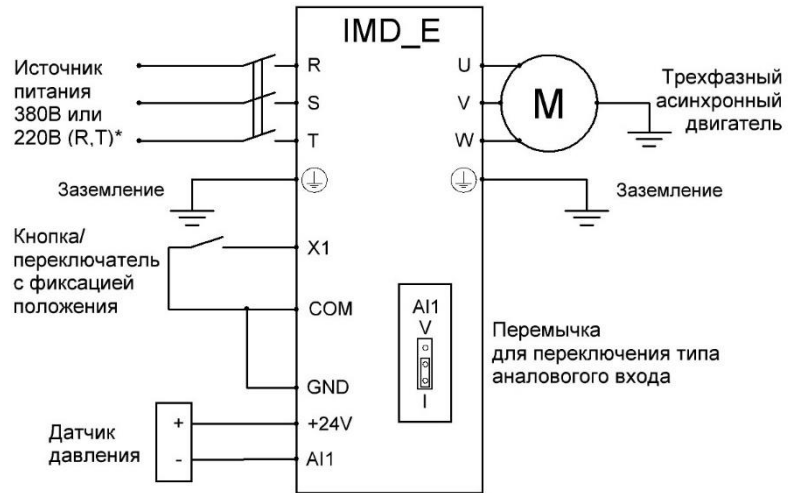 IMD_E
Источник
питания
380В или
220В (R,T)*
R
S
T
U
V
W
M
Трехфазный
асинхронный
двигатель
Заземление
Заземление
Кнопка/
переключатель
с фиксацией
положения
X1
COM
GND
+24V
AI1
AI1
V
I
Перемычка
для переключения типа
аналового входа
Датчик
давления
+
-